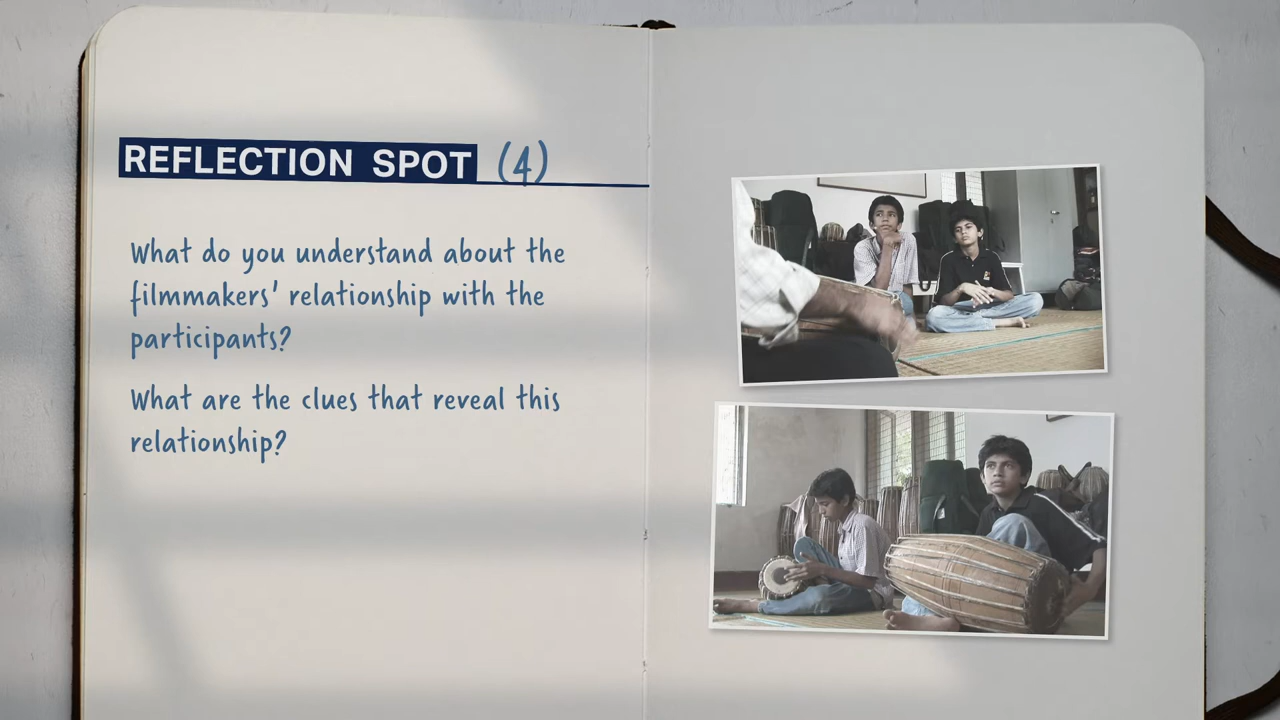 REFLECTION SPOT (4)
What do you understand about the
filmmakers' relationship with the
participants?
What are the clues that reveal this
relationship?